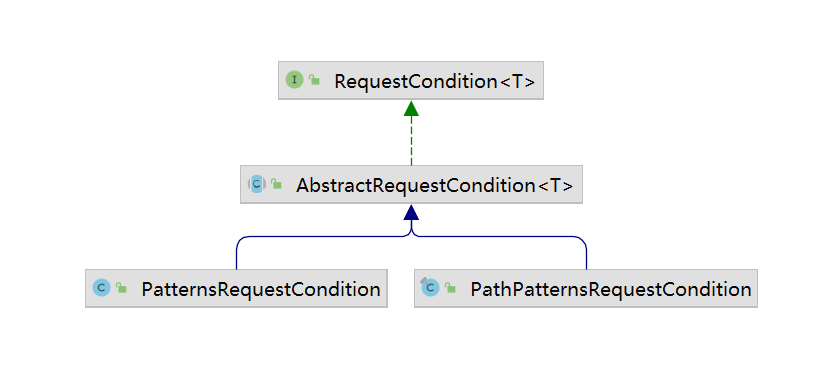 I RequestCondition<T>
C AbstractRequestCondition<T>
C PatternsRequestCondition
C PathPatternsRequestCondition